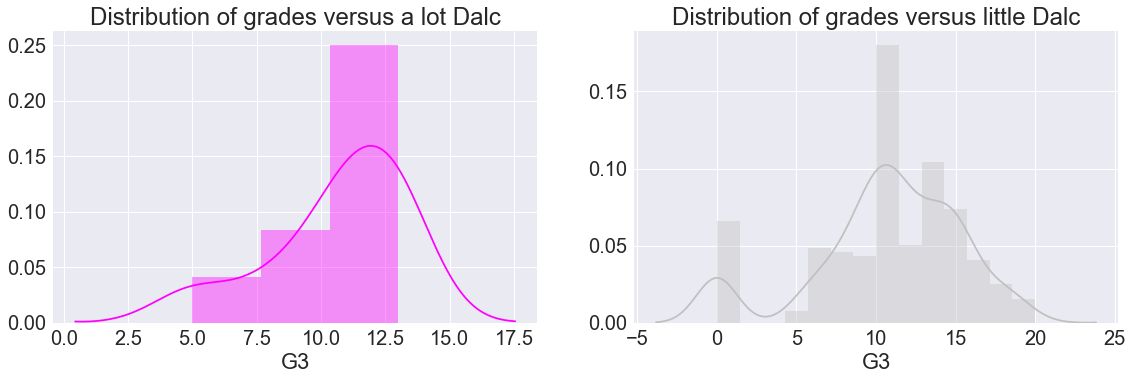 Distribution of grades versus a lot Dalc
0.25
0.20
0.15
0.10
0.05
0.00
0.0 2.5 5.0 7.5 10.0 12.5 15.0 17.5
G3
Distribution of grades versus little Dalc
0.15
0.10
0.05
0.00
−5 0 5 10 15 20 25
G3